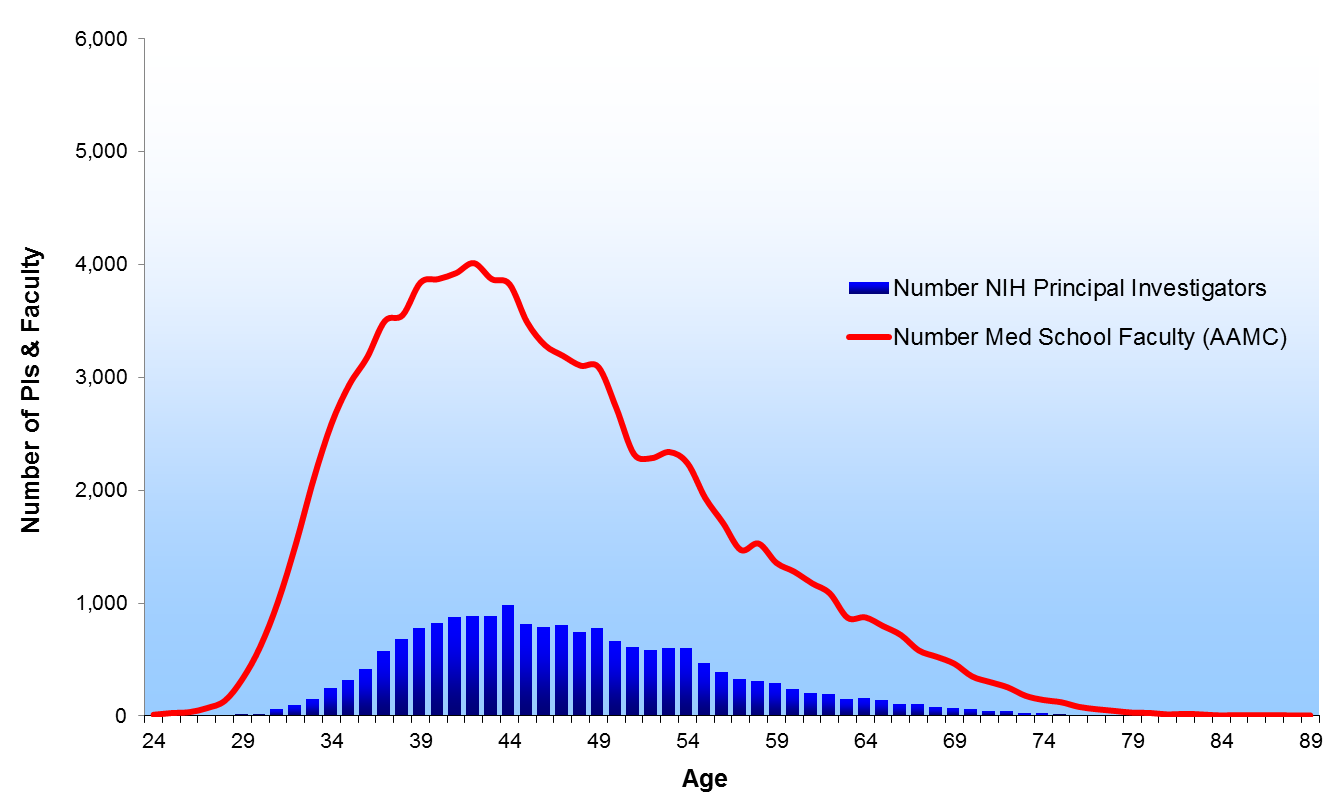 6,000
5,000
4,000
3,000
2,000
1,000
0
Number of PIs & Faculty
Number NIH Principal Investigators
Number Med School Faculty (AAMC)
24 29 34 39 44 49 54 59 64 69 74 79 84 89
Age